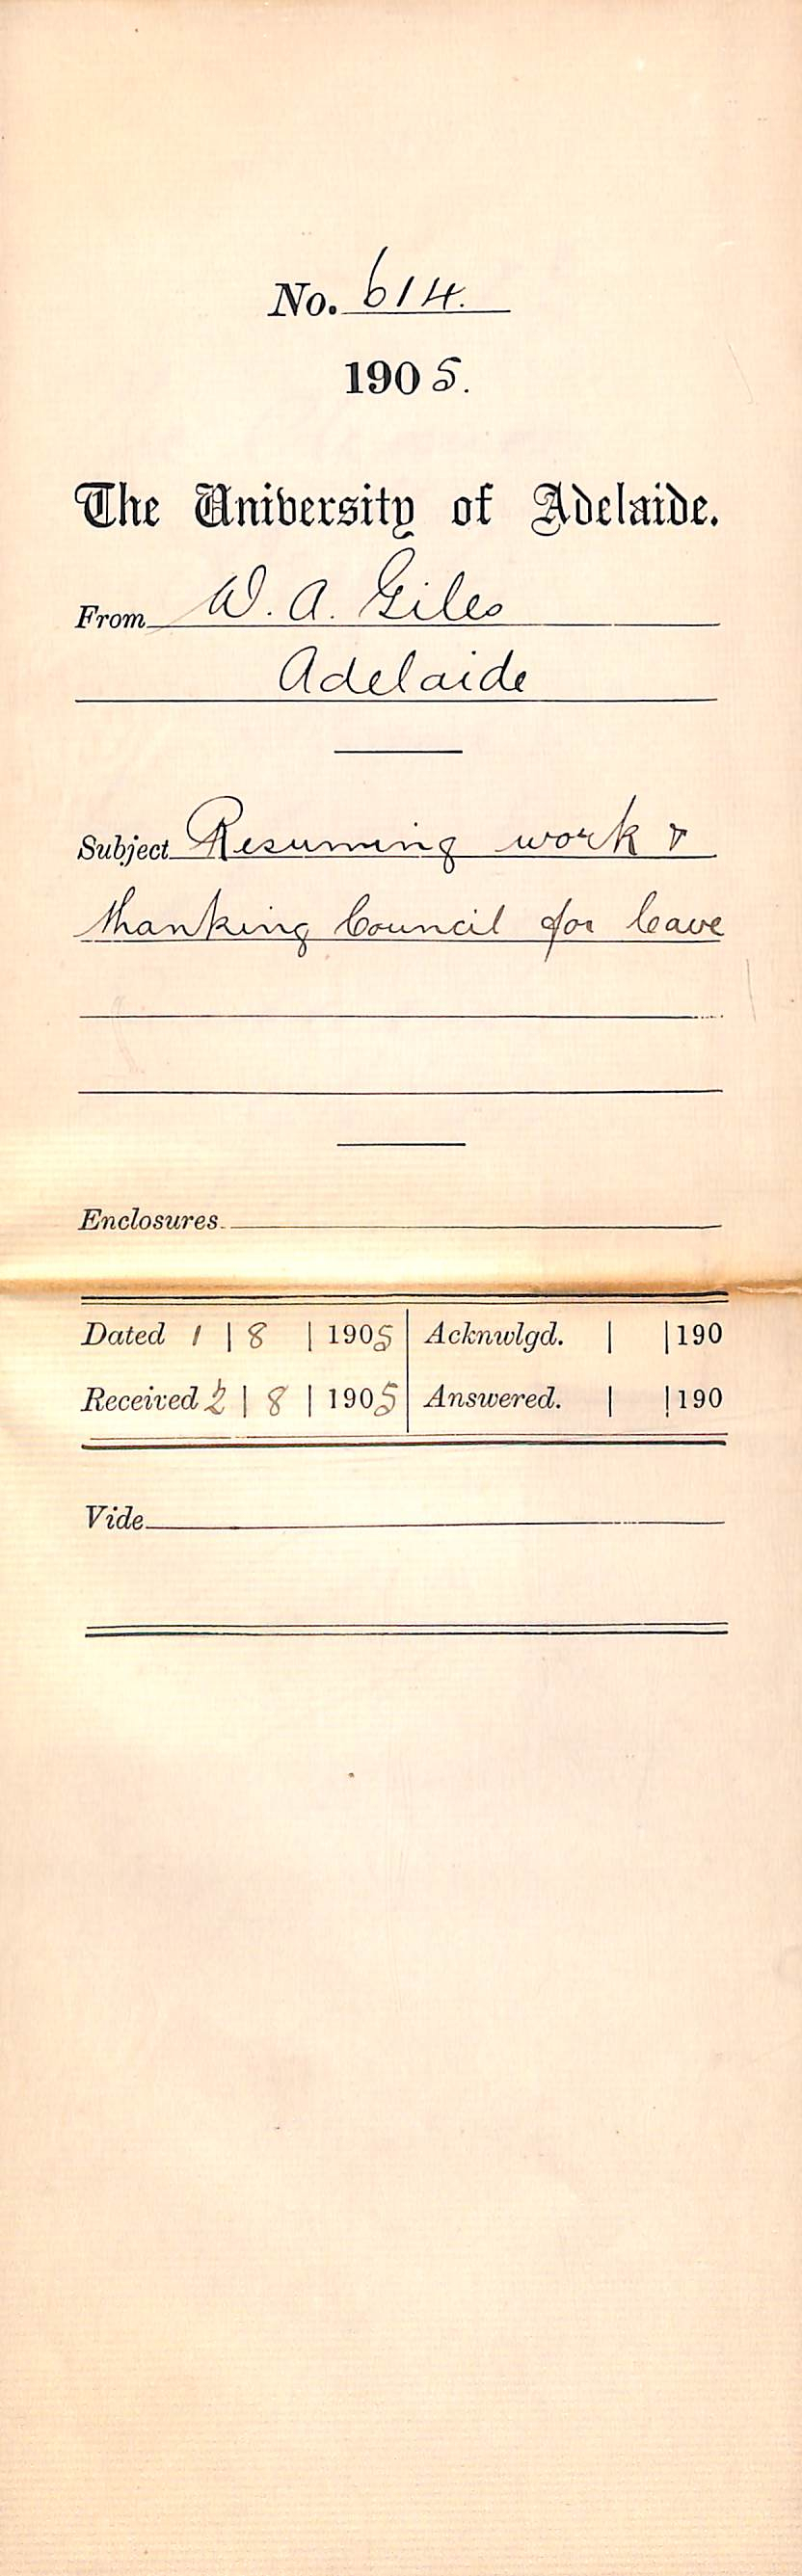 No. 614.
1905.
The University of Adelaide.
From W. A. Giles
Adelaide
Subject Resuming work &
thanking Council for leave
Enclosures
Dated 1 | 8 | 1905 Acknwlgd. | |190
Received 2 | 8 | 1905 Answered. | |190
Vide